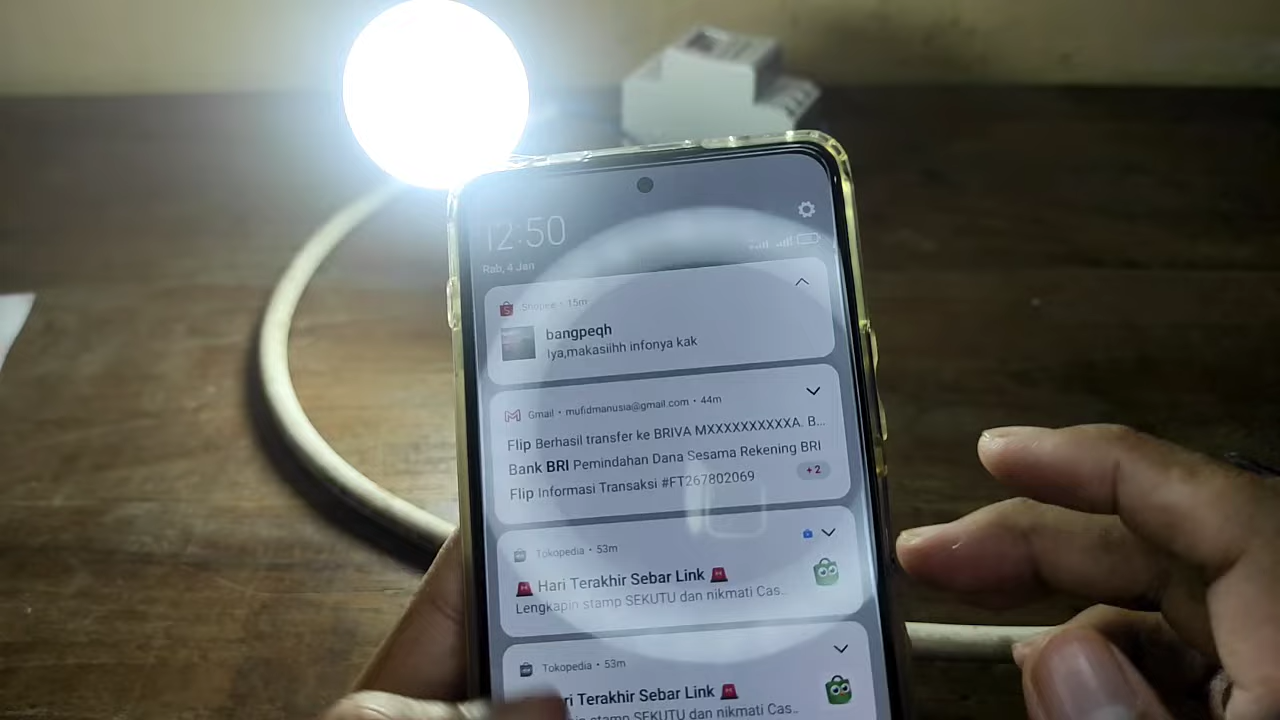 12:50
Rab, 4 Jan
Shopee • 15m
bangpeqh
Iya,makasiihh infonya kak
Gmail • mufidmanusia@gmail.com • 44m
Flip Berhasil transfer ke BRIVA MXXXXXXXXXXA. B...
Bank BRI Pemindahan Dana Sesama Rekening BRI
Flip Informasi Transaksi #FT267802069
+2
Tokopedia • 53m
Hari Terakhir Sebar Link
Lengkapin stamp SEKUTU dan nikmati Cas..
Tokopedia • 53m
ri Terakhir Sebar Link
stamp SEKUTU dan nikmati Cas..